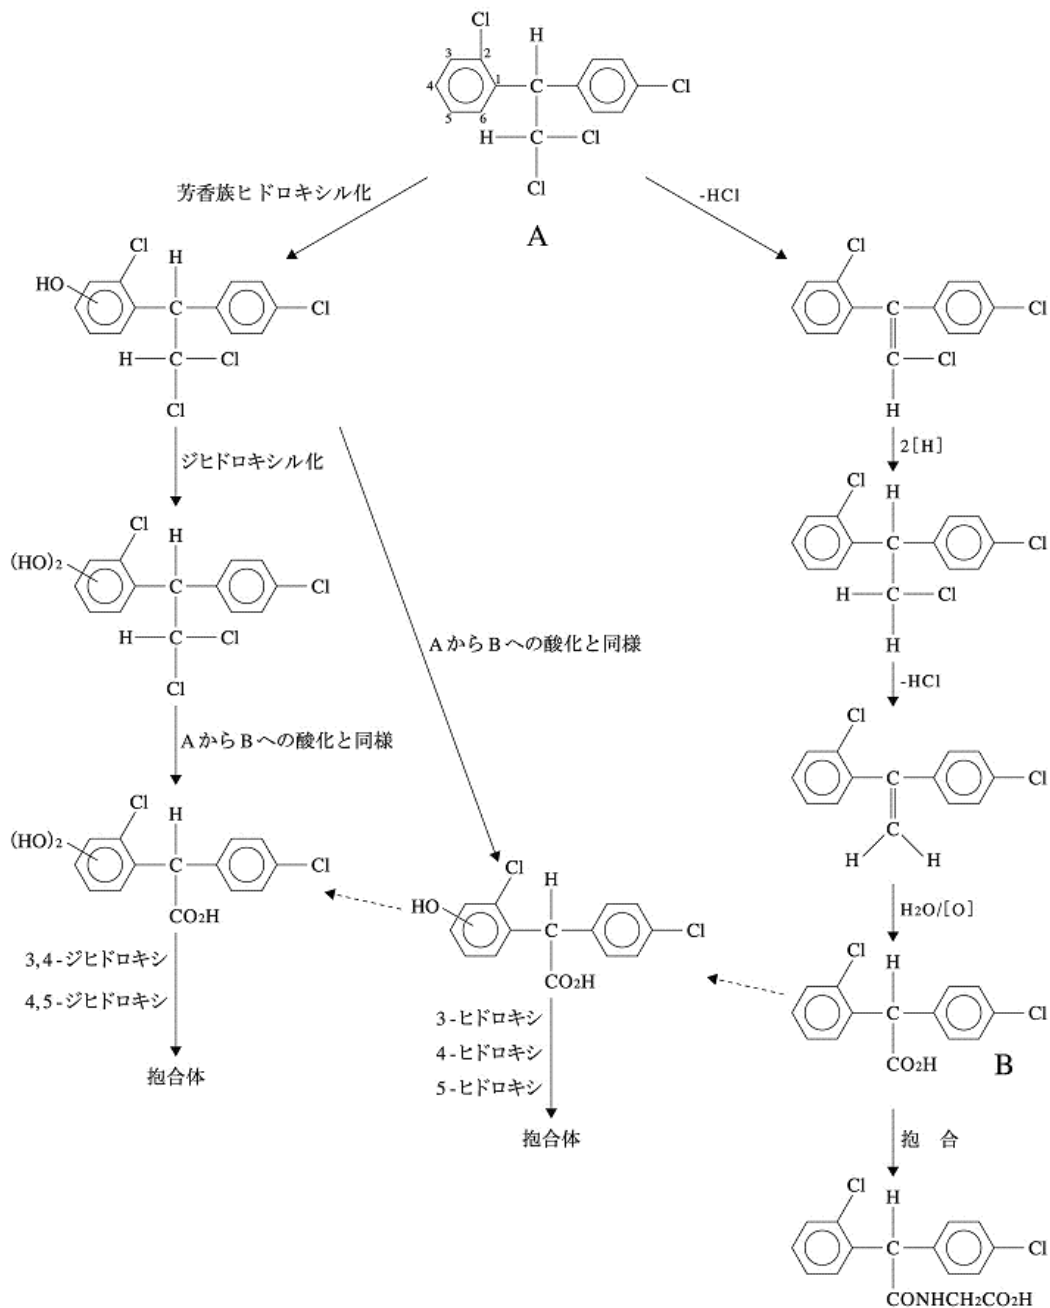 Cl
H
3 2
4 1 C Cl
5 6
H C Cl
Cl
A
芳香族ヒドロキシル化
-HCl
Cl
H
HO
C Cl
H C Cl
Cl
Cl
C Cl
C Cl
H
ジヒドロキシル化
2[H]
Cl
H
(HO)2
C Cl
H C Cl
Cl
Cl
H
C Cl
H C Cl
H
AからBへの酸化と同様
-HCl
AからBへの酸化と同様
Cl
C Cl
C
H H
Cl
H
(HO)2
C Cl
CO2H
H2O/[O]
3,4-ジヒドロキシ
4,5-ジヒドロキシ
抱合体
Cl
H
HO
C Cl
CO2H
3-ヒドロキシ
4-ヒドロキシ
5-ヒドロキシ
抱合体
Cl
H
C Cl
CO2H
B
抱 合
Cl
H
C Cl
CONHCH2CO2H